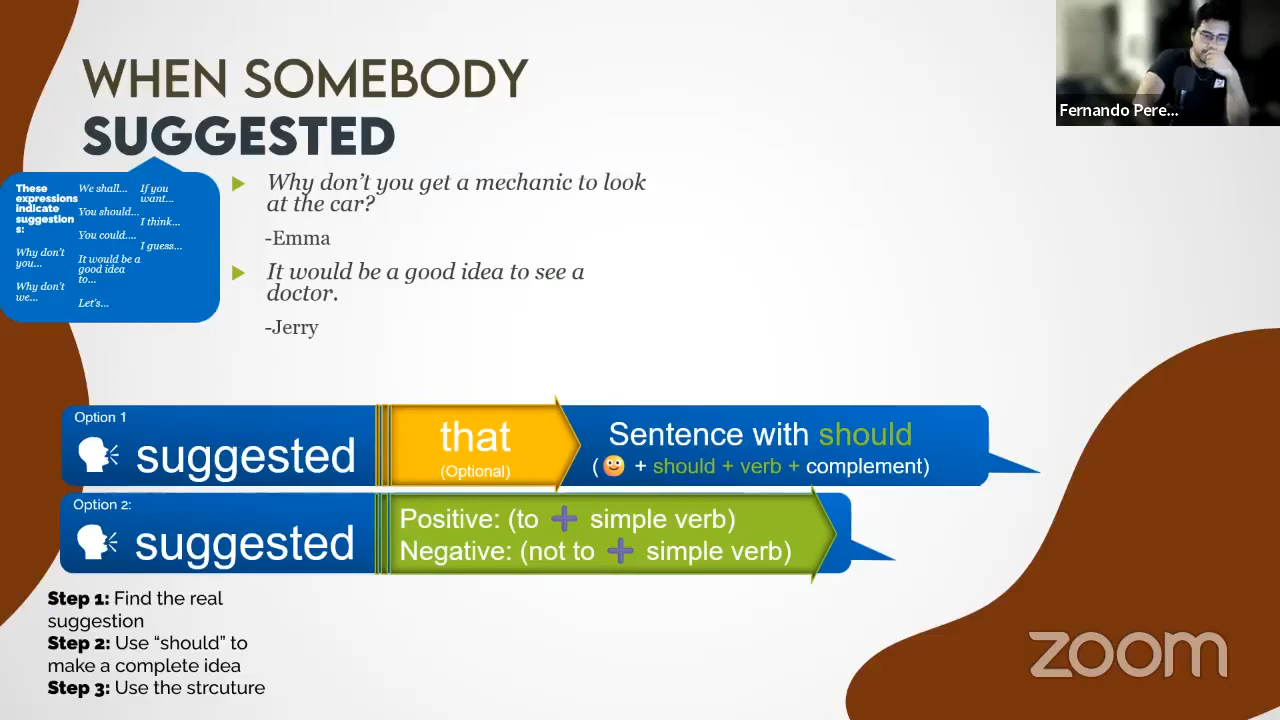 WHEN SOMEBODY
SUGGESTED
Fernando Pere...
These
expressions
indicate
suggestion
s:
Why don't
you...
Why don't
we...
We shall...
You should...
You could....
It would be a
good idea
to...
Let's...
If you
want...
I think...
I guess...
Why don't you get a mechanic to look
at the car?
-Emma
It would be a good idea to see a
doctor.
-Jerry
Option 1
suggested
that
(Optional)
Sentence with should
( + should + verb + complement)
Option 2:
suggested
Positive: (to ➕ simple verb)
Negative: (not to ➕ simple verb)
Step 1: Find the real
suggestion
Step 2: Use “should” to
make a complete idea
Step 3: Use the strcuture
zoom